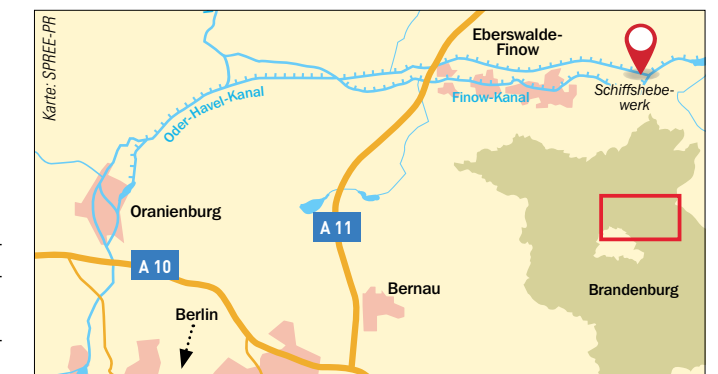 Karte: SPREE-PR
Eberswalde-
Finow
Schiffshebe-
werk
Oder-Havel-Kanal
Finow-Kanal
Oranienburg
A 11
A 10
Bernau
Brandenburg
Berlin